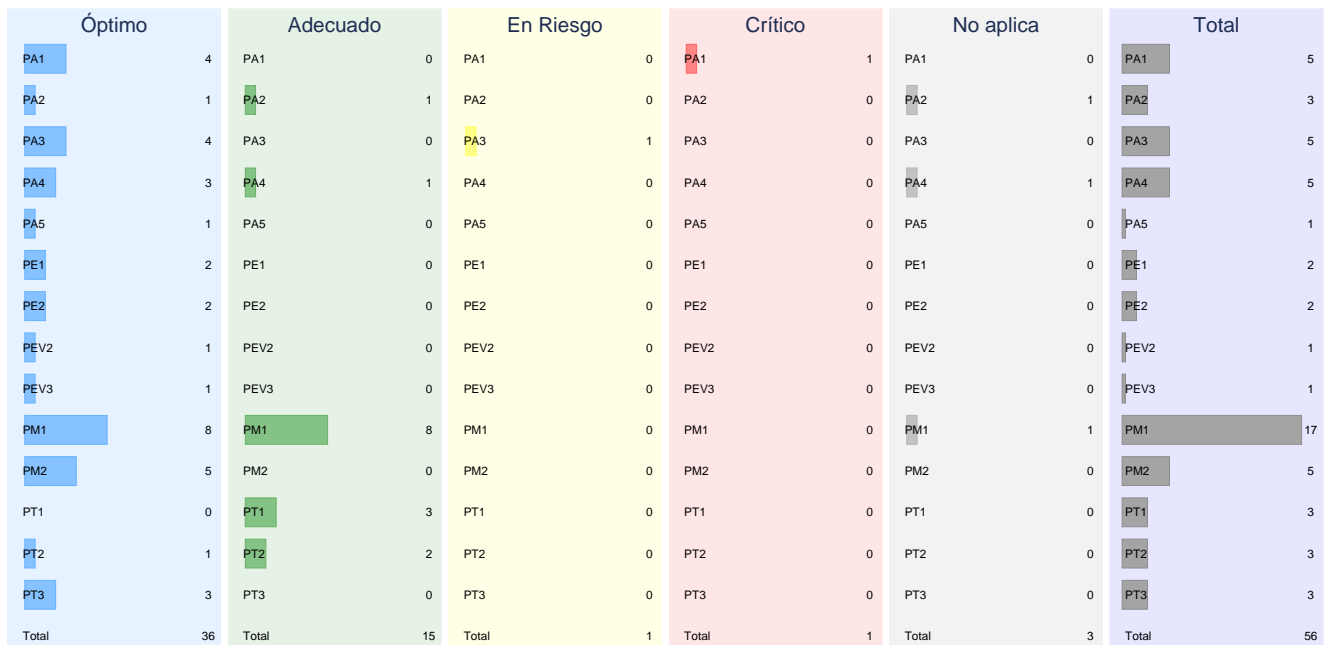 Óptimo Adecuado En Riesgo Crítico No aplica Total
PA1 4 PA1 0 PA1 0 PA1 1 PA1 0 PA1 5
PA2 1 PA2 1 PA2 0 PA2 0 PA2 1 PA2 3
PA3 4 PA3 0 PA3 1 PA3 0 PA3 0 PA3 5
PA4 3 PA4 1 PA4 0 PA4 0 PA4 1 PA4 5
PA5 1 PA5 0 PA5 0 PA5 0 PA5 0 PA5 1
PE1 2 PE1 0 PE1 0 PE1 0 PE1 0 PE1 2
PE2 2 PE2 0 PE2 0 PE2 0 PE2 0 PE2 2
PEV2 1 PEV2 0 PEV2 0 PEV2 0 PEV2 0 PEV2 1
PEV3 1 PEV3 0 PEV3 0 PEV3 0 PEV3 0 PEV3 1
PM1 8 PM1 8 PM1 0 PM1 0 PM1 1 PM1 17
PM2 5 PM2 0 PM2 0 PM2 0 PM2 0 PM2 5
PT1 0 PT1 3 PT1 0 PT1 0 PT1 0 PT1 3
PT2 1 PT2 2 PT2 0 PT2 0 PT2 0 PT2 3
PT3 3 PT3 0 PT3 0 PT3 0 PT3 0 PT3 3
Total 36 Total 15 Total 1 Total 1 Total 3 Total 56